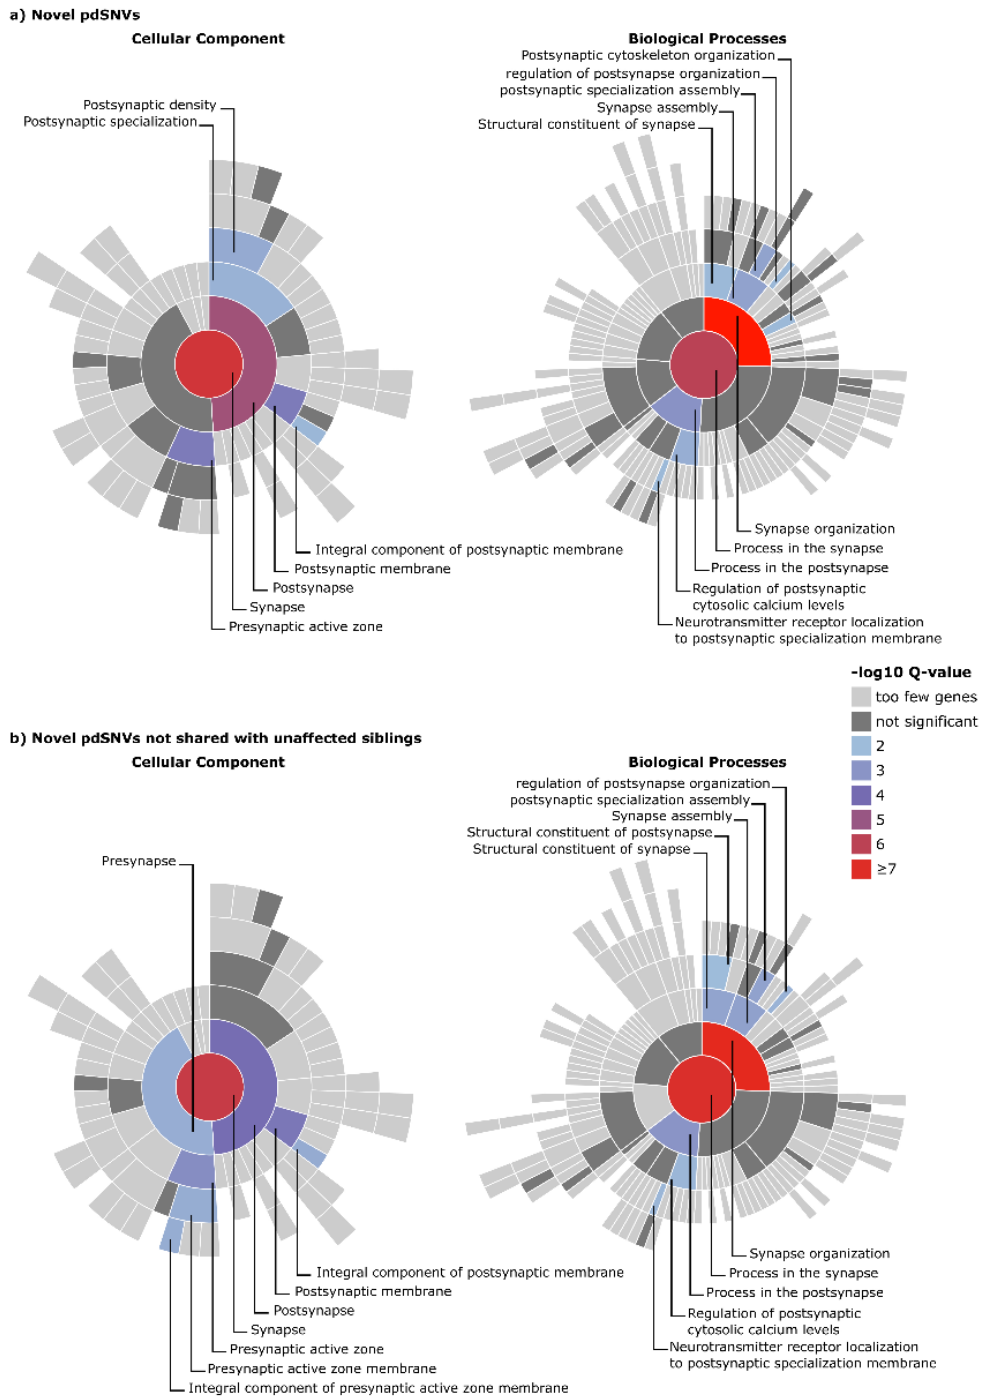 a) Novel pdSNVs
Cellular Component
Biological Processes
Postsynaptic cytoskeleton organization
regulation of postsynapse organization
postsynaptic specialization assembly
Synapse assembly
Structural constituent of synapse
Postsynaptic density
Postsynaptic specialization
Integral component of postsynaptic membrane
Postsynaptic membrane
Postsynapse
Synapse
Presynaptic active zone
Synapse organization
Process in the synapse
Process in the postsynapse
Regulation of postsynaptic
cytosolic calcium levels
Neurotransmitter receptor localization
to postsynaptic specialization membrane
-log10 Q-value
too few genes
not significant
2
3
4
5
6
≥7
b) Novel pdSNVs not shared with unaffected siblings
Cellular Component
Biological Processes
regulation of postsynapse organization
postsynaptic specialization assembly
Synapse assembly
Structural constituent of postsynapse
Structural constituent of synapse
Presynapse
Integral component of postsynaptic membrane
Postsynaptic membrane
Postsynapse
Synapse
Presynaptic active zone
Presynaptic active zone membrane
Integral component of presynaptic active zone membrane
Synapse organization
Process in the synapse
Process in the postsynapse
Regulation of postsynaptic
cytosolic calcium levels
Neurotransmitter receptor localization
to postsynaptic specialization membrane